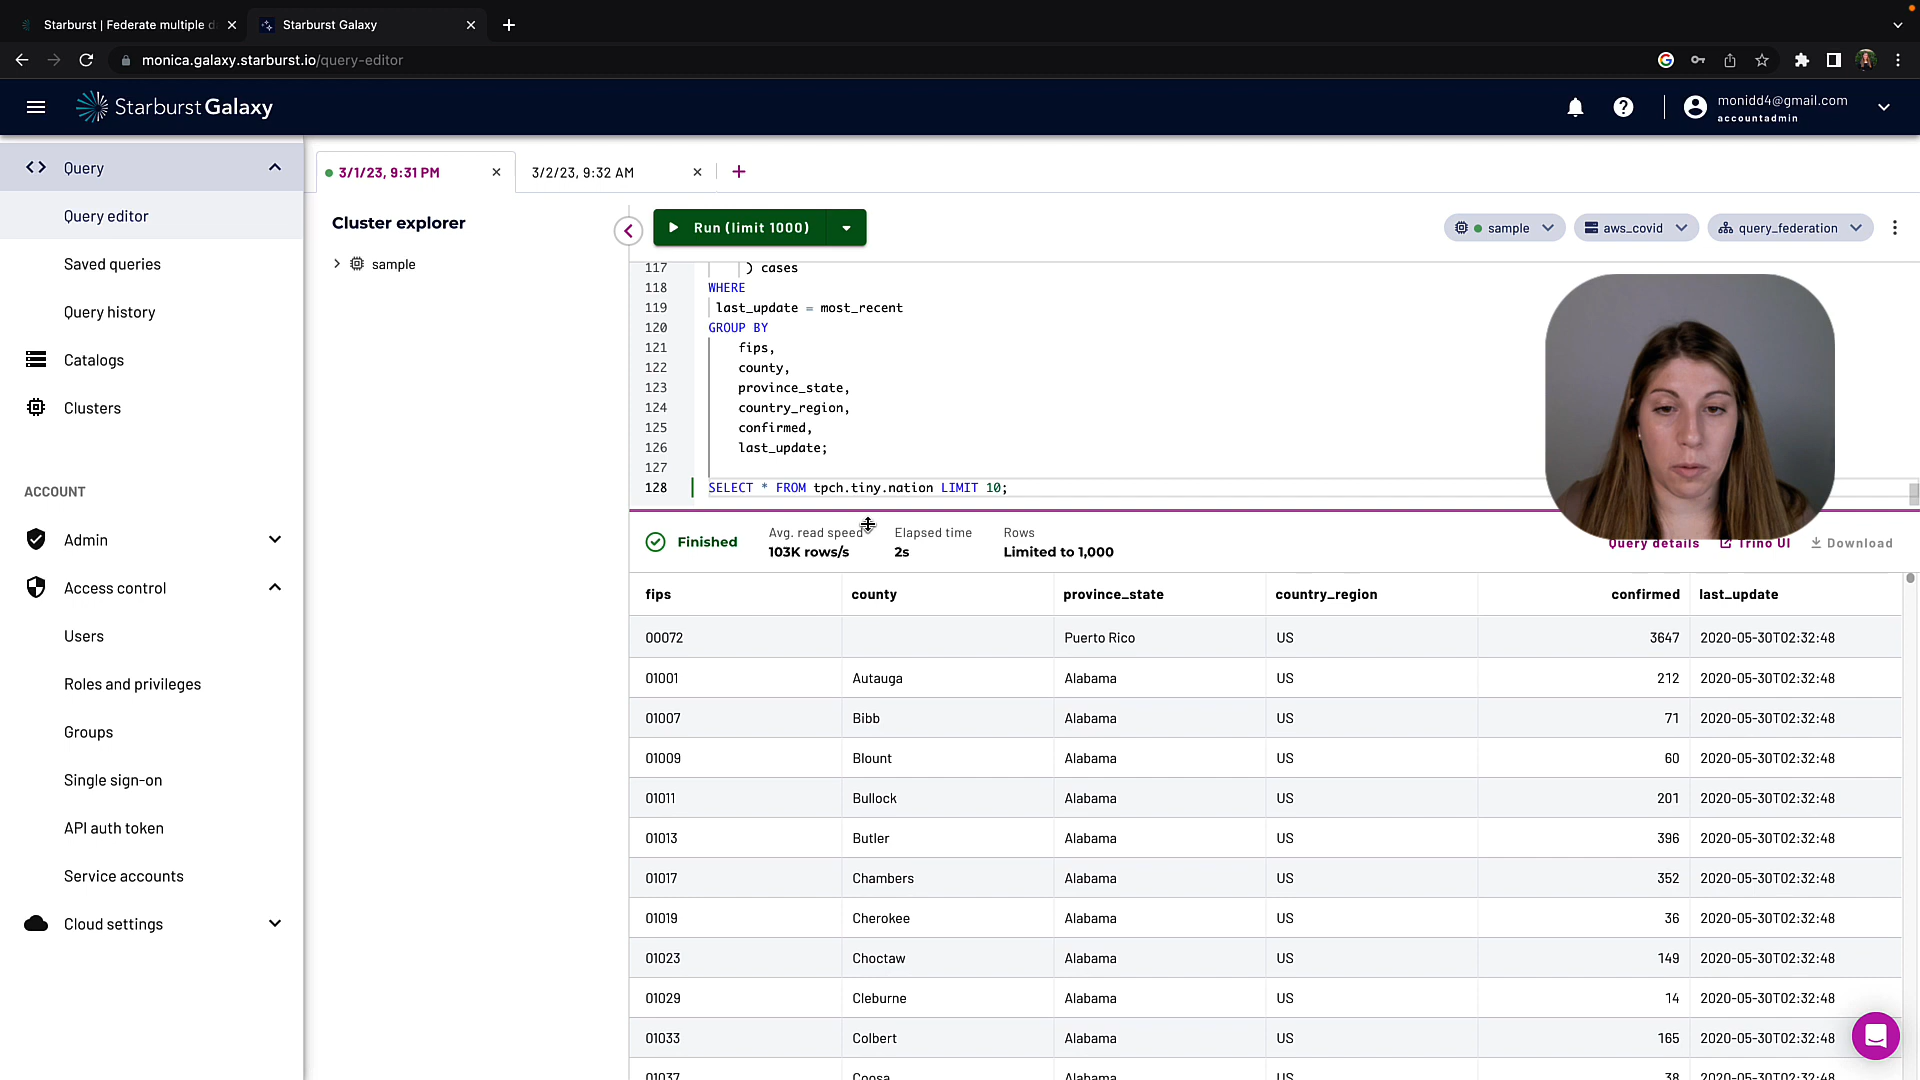 Starburst | Federate multiple d
Starburst Galaxy
monica.galaxy.starburst.io/query-editor
Starburst Galaxy
monidd4@gmail.com
accountadmin
Query
Query editor
Saved queries
Query history
Catalogs
Clusters
ACCOUNT
Admin
Access control
Users
Roles and privileges
Groups
Single sign-on
API auth token
Service accounts
Cloud settings
3/1/23, 9:31 PM
3/2/23, 9:32 AM
Cluster explorer
sample
Run (limit 1000)
sample
aws_covid
query_federation
117 ) cases
118 WHERE
119 last_update = most_recent
120 GROUP BY
121 fips,
122 county,
123 province_state,
124 country_region,
125 confirmed,
126 last_update;
127
128 SELECT * FROM tpch.tiny.nation LIMIT 10;
Finished
Avg. read speed
103K rows/s
Elapsed time
2s
Rows
Limited to 1,000
Query details
Trino UI
Download
fips county province_state country_region confirmed last_update
00072 Puerto Rico US 3647 2020-05-30T02:32:48
01001 Autauga Alabama US 212 2020-05-30T02:32:48
01007 Bibb Alabama US 71 2020-05-30T02:32:48
01009 Blount Alabama US 60 2020-05-30T02:32:48
01011 Bullock Alabama US 201 2020-05-30T02:32:48
01013 Butler Alabama US 396 2020-05-30T02:32:48
01017 Chambers Alabama US 352 2020-05-30T02:32:48
01019 Cherokee Alabama US 36 2020-05-30T02:32:48
01023 Choctaw Alabama US 149 2020-05-30T02:32:48
01029 Cleburne Alabama US 14 2020-05-30T02:32:48
01033 Colbert Alabama US 165 2020-05-30T02:32:48
01037 Coosa Alabama US 38 2020-05-30T02:32:48